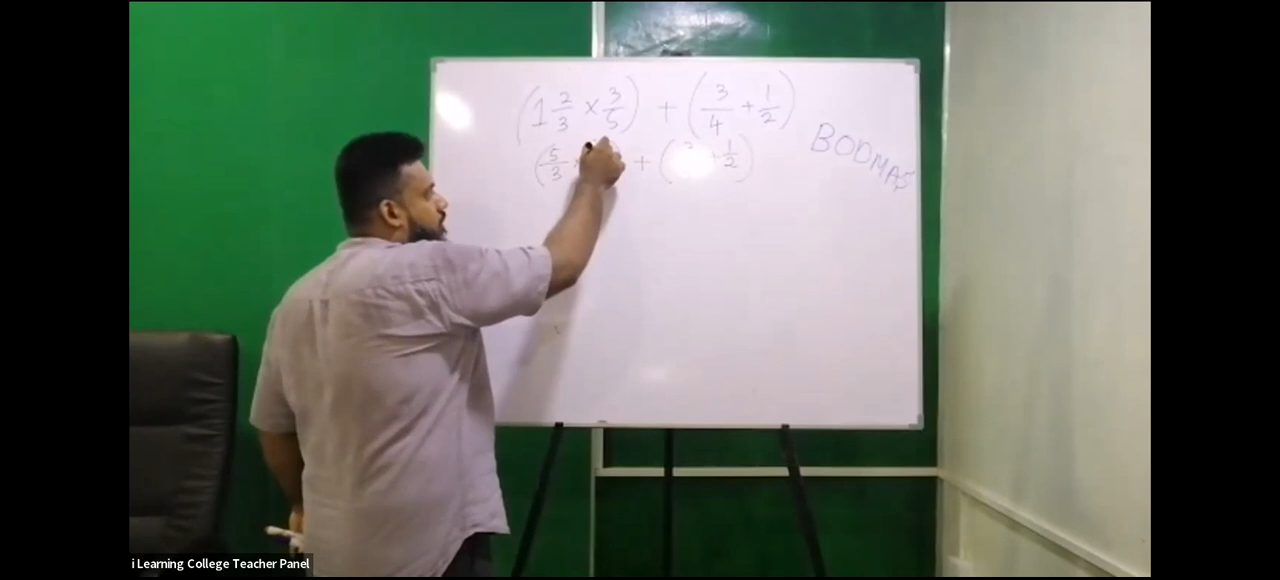 (1 2/3 × 3/5) + (3/4 + 1/2)
(5/3 + ( + 1/2)
BODMAS
i Learning College Teacher Panel